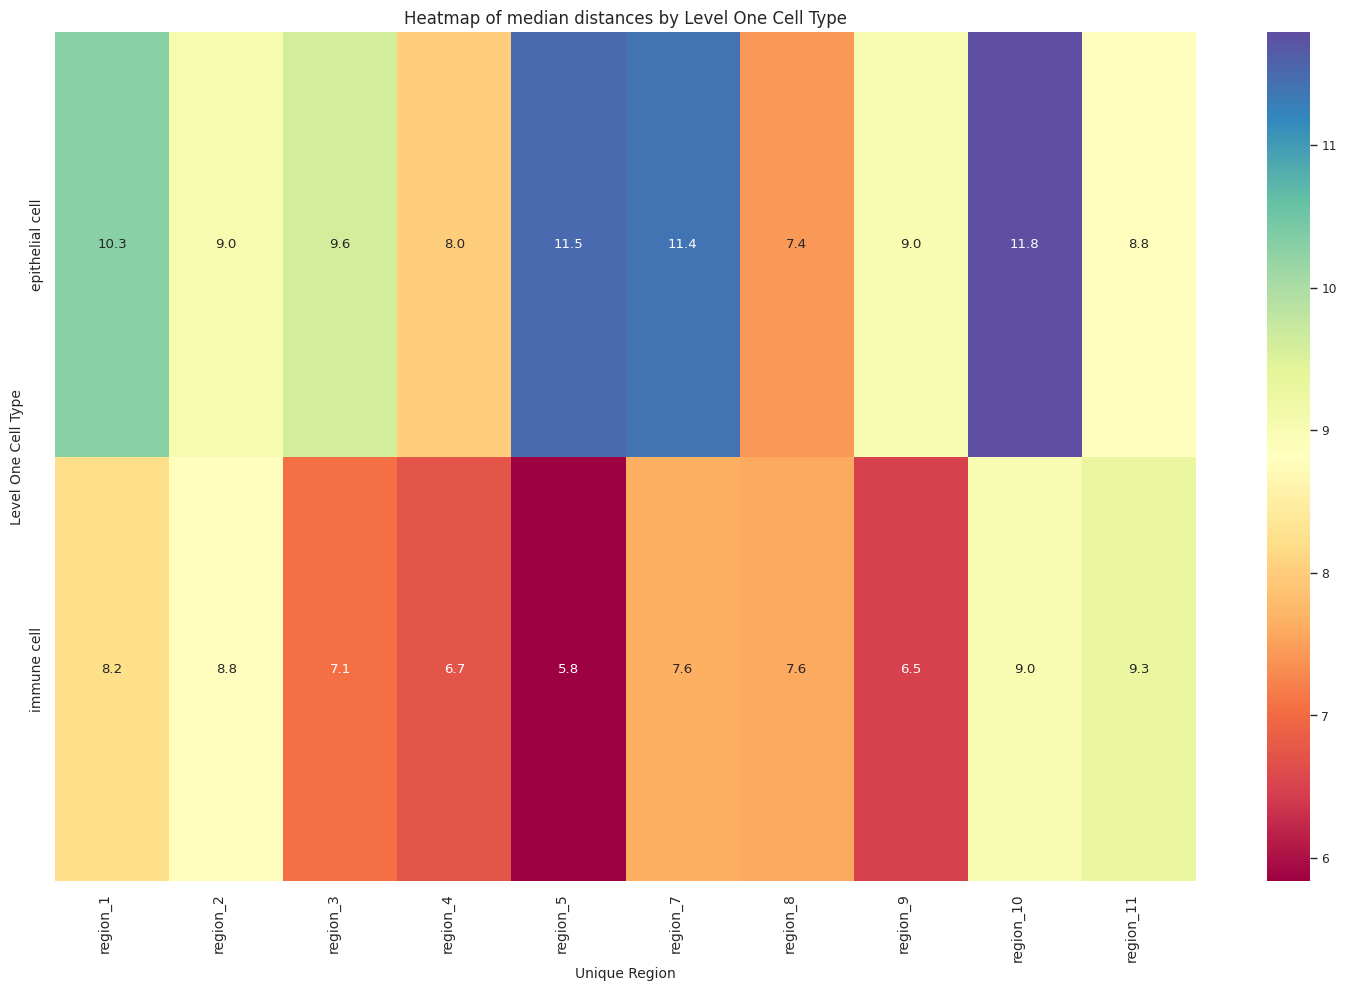 Heatmap of median distances by Level One Cell Type
Level One Cell Type
epithelial cell
10.3 9.0 9.6 8.0 11.5 11.4 7.4 9.0 11.8 8.8
immune cell
8.2 8.8 7.1 6.7 5.8 7.6 7.6 6.5 9.0 9.3
region_1 region_2 region_3 region_4 region_5 region_7 region_8 region_9 region_10 region_11
Unique Region
11
10
9
8
7
6